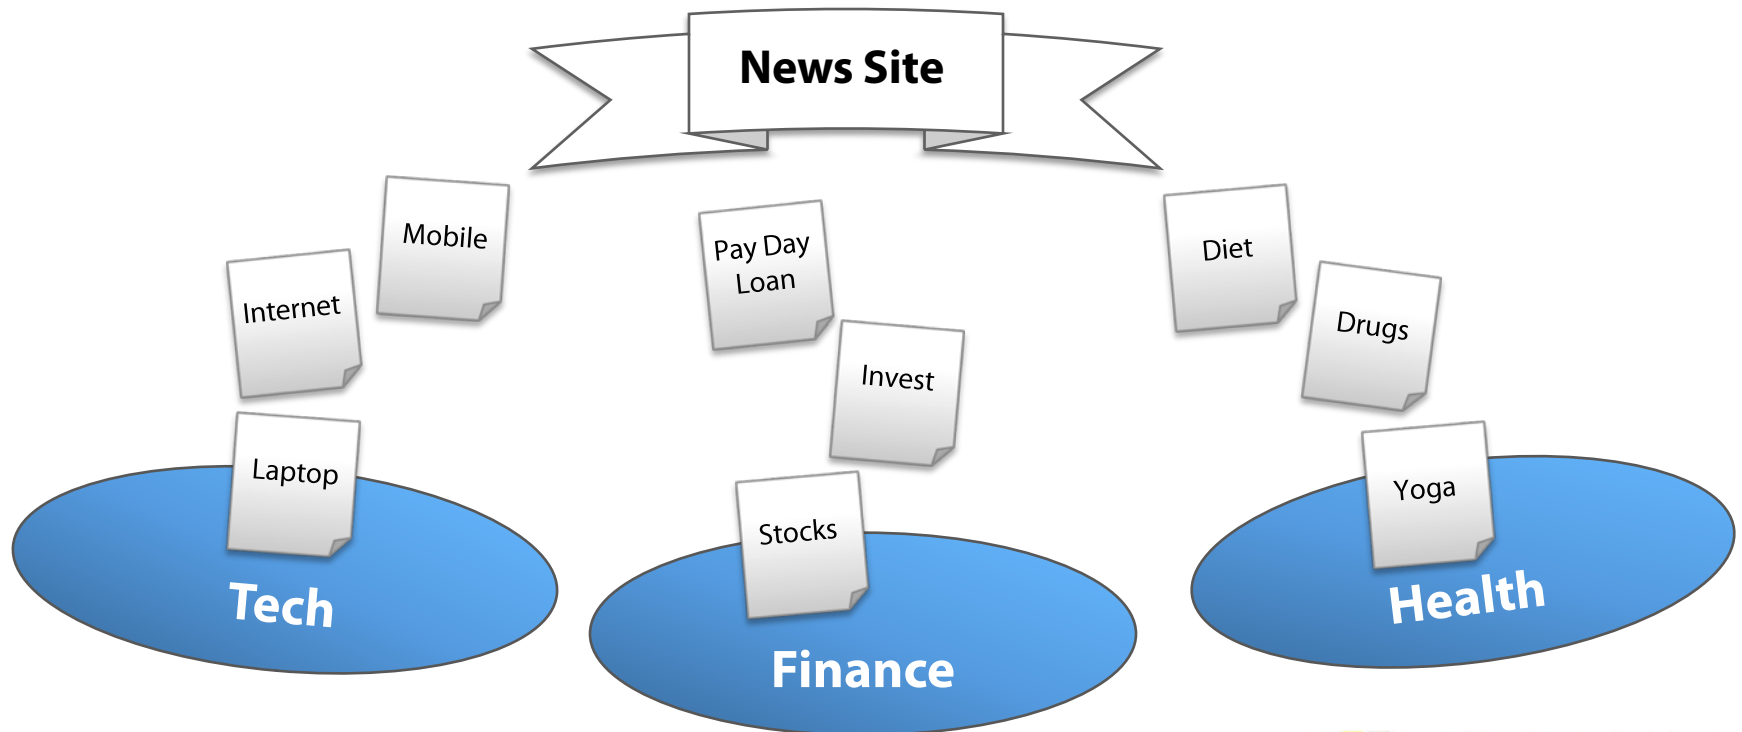 News Site
Mobile
Internet
Laptop
Tech
Pay Day
Loan
Invest
Stocks
Finance
Diet
Drugs
Yoga
Health